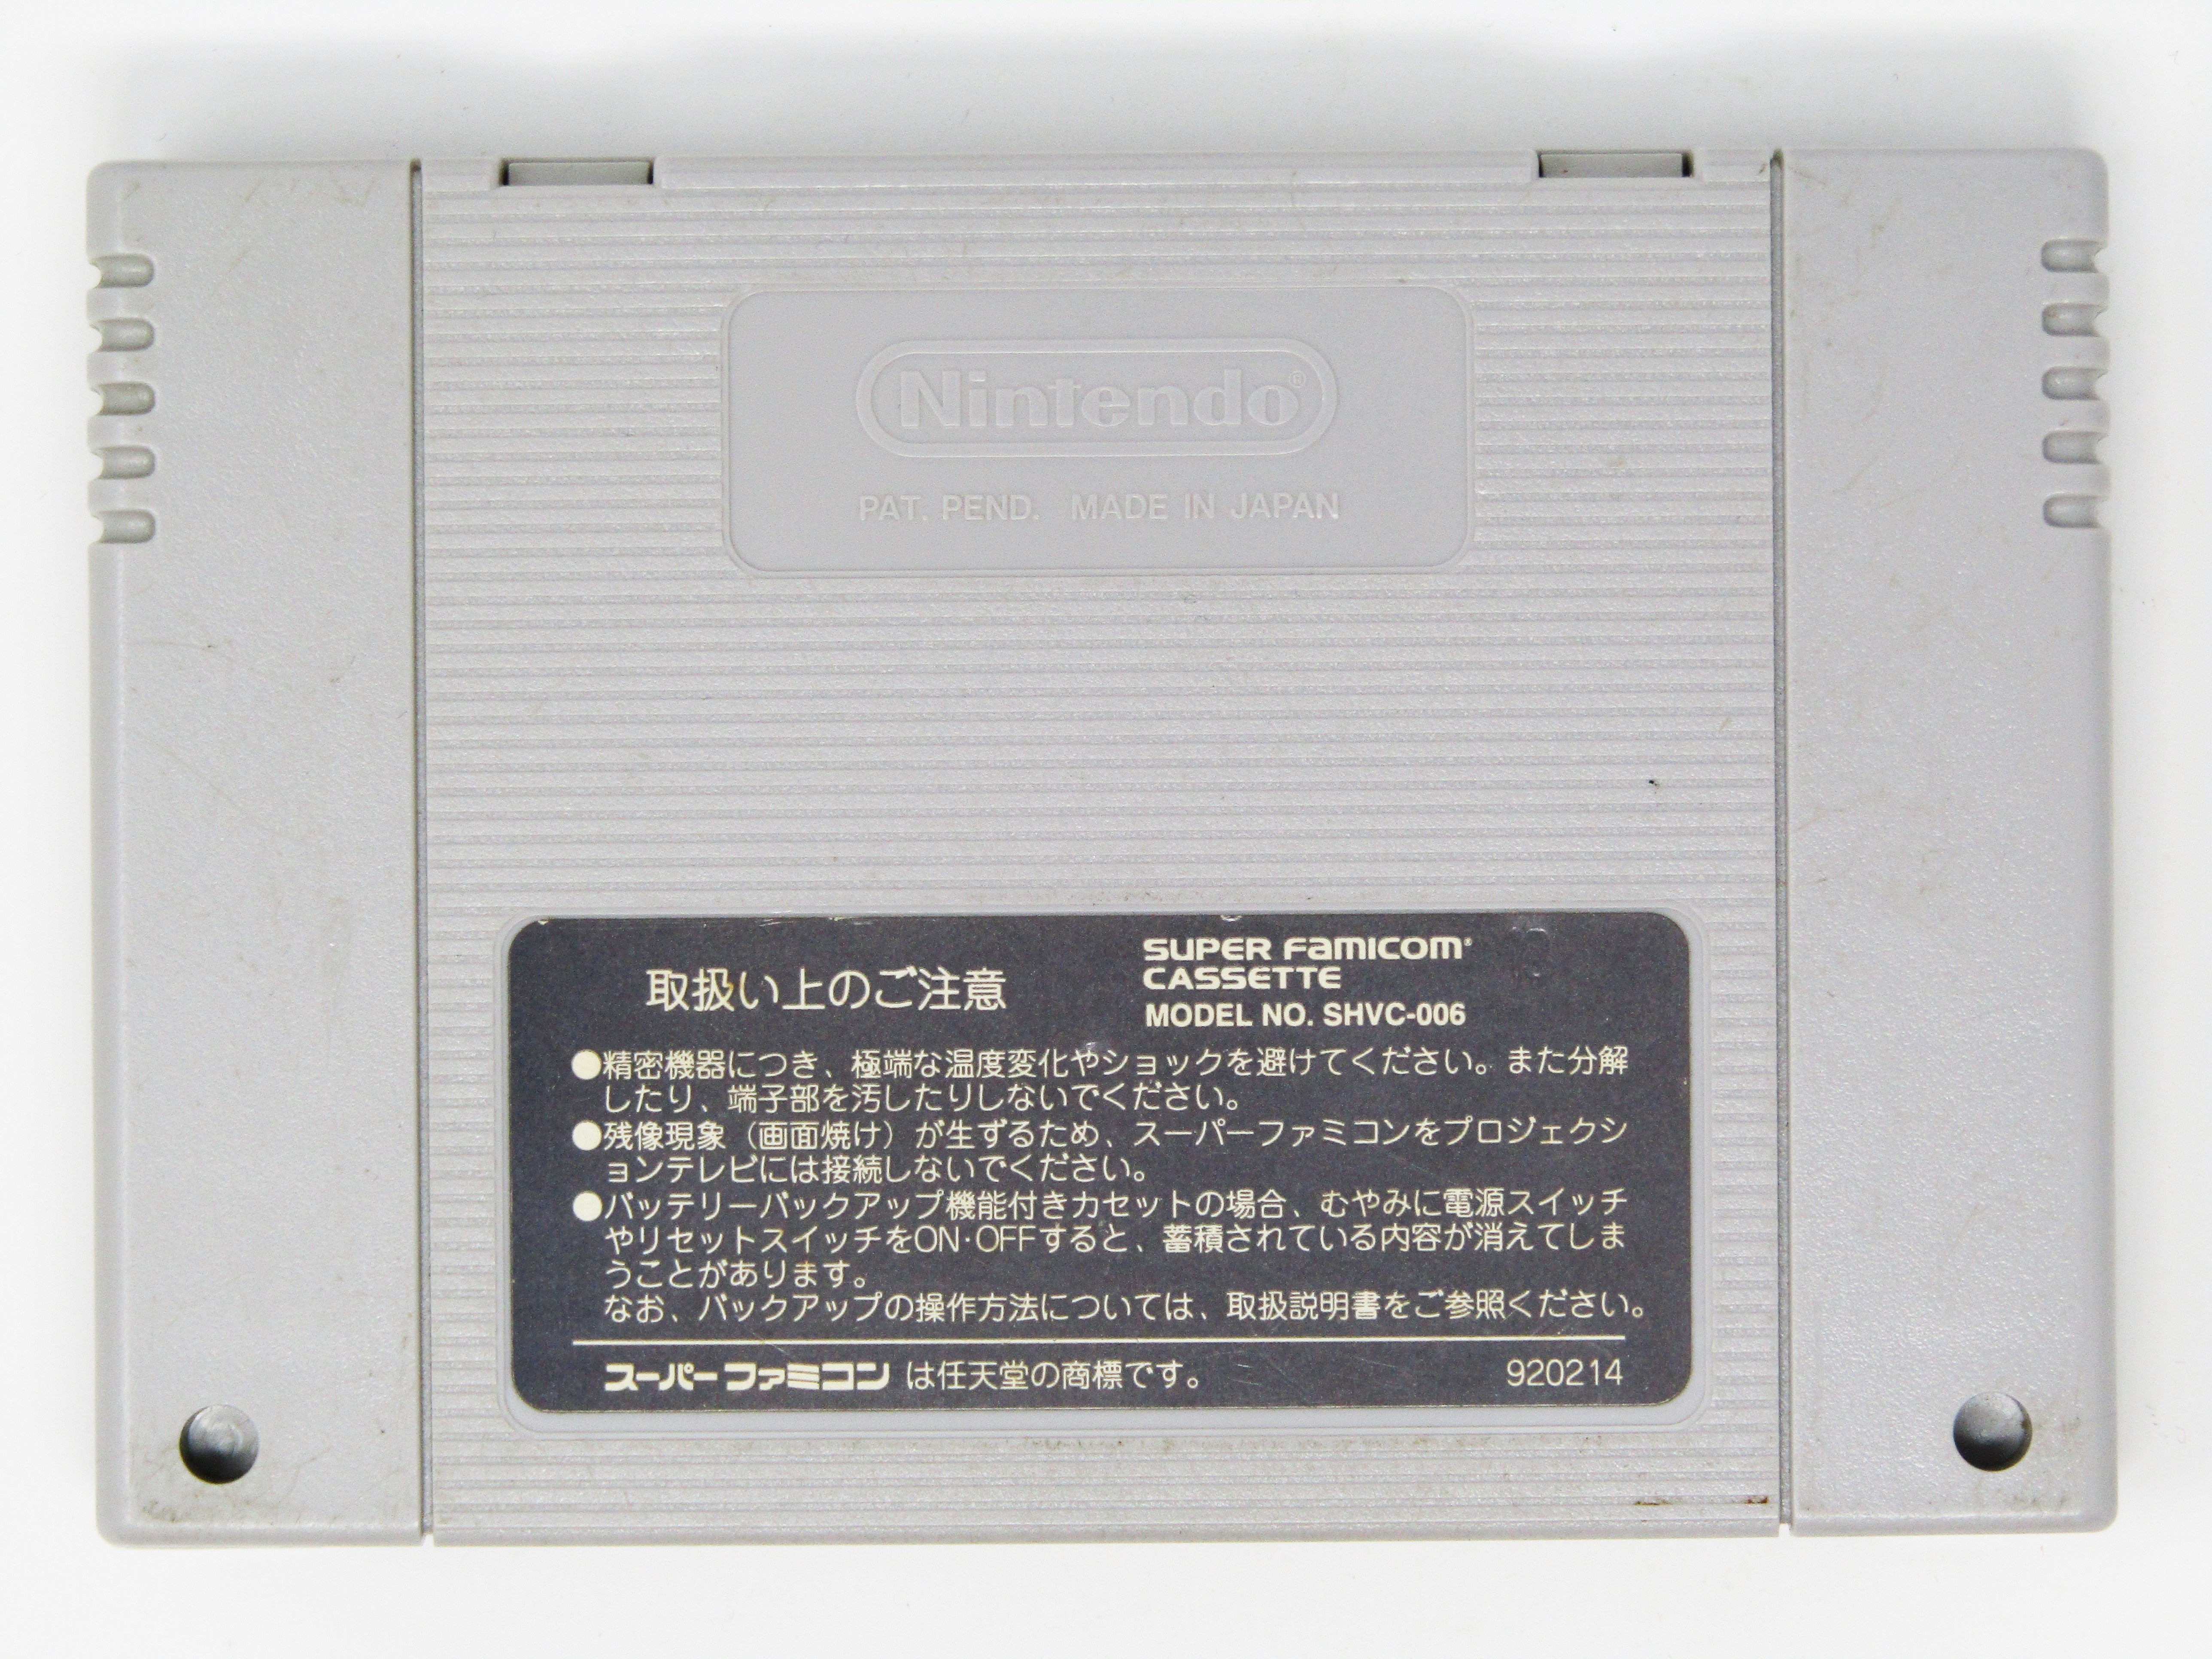 Nintendo®
PAT. PEND. MADE IN JAPAN
取扱い上のご注意
SUPER FAMICOM®
CASSETTE
MODEL NO. SHVC-006
●精密機器につき、極端な温度変化やショックを避けてください。また分解
したり、端子部を汚したりしないでください。
●残像現象（画面焼け）が生ずるため、スーパーファミコンをプロジェクシ
ョンテレビには接続しないでください。
●バッテリーバックアップ機能付きカセットの場合、むやみに電源スイッチ
やリセットスイッチをON·OFFすると、蓄積されている内容が消えてしま
うことがあります。
なお、バックアップの操作方法については、取扱説明書をご参照ください。
スーパーファミコン は任天堂の商標です。
920214